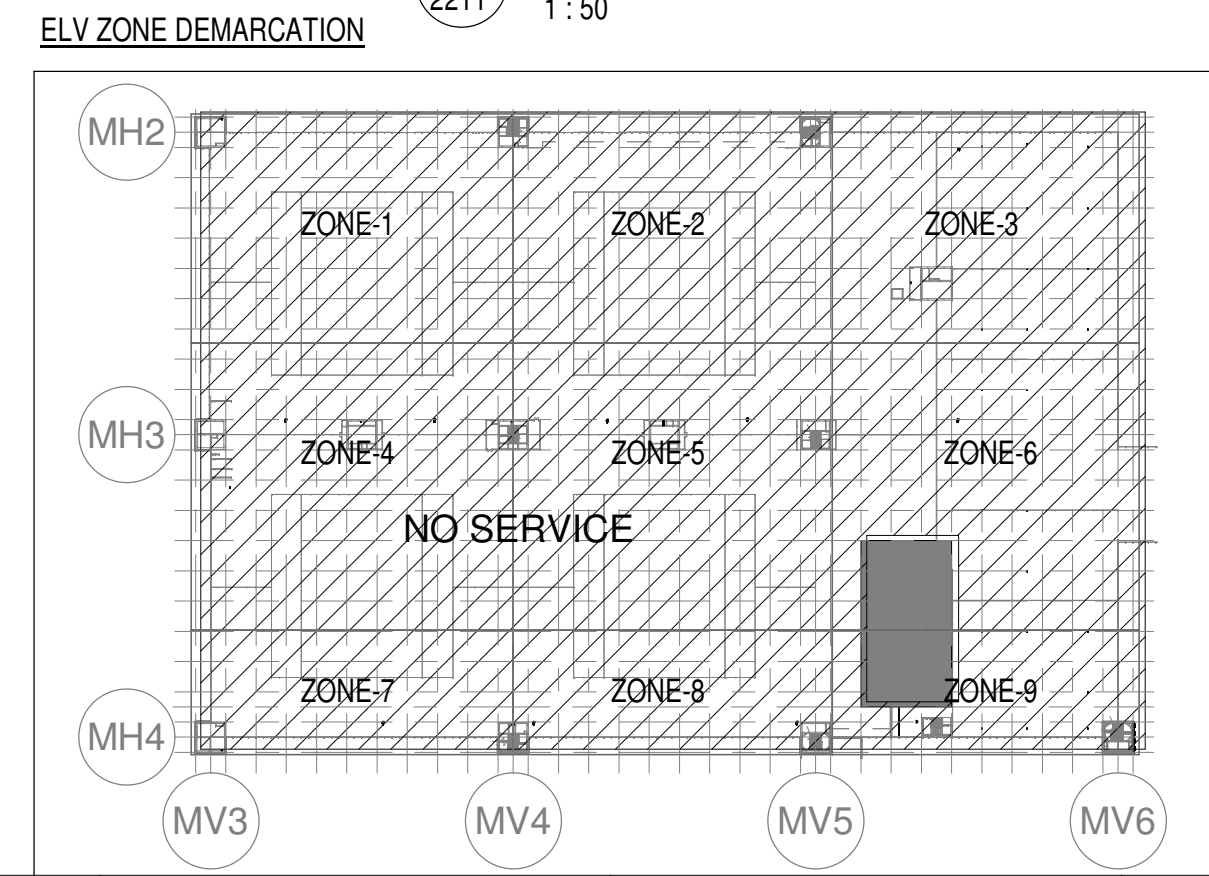 2211
1 : 50
ELV ZONE DEMARCATION
MH2
ZONE-1 ZONE-2 ZONE-3
MH3
ZONE-4 ZONE-5 ZONE-6
NO SERVICE
ZONE-7 ZONE-8 ZONE-9
MH4
MV3 MV4 MV5 MV6